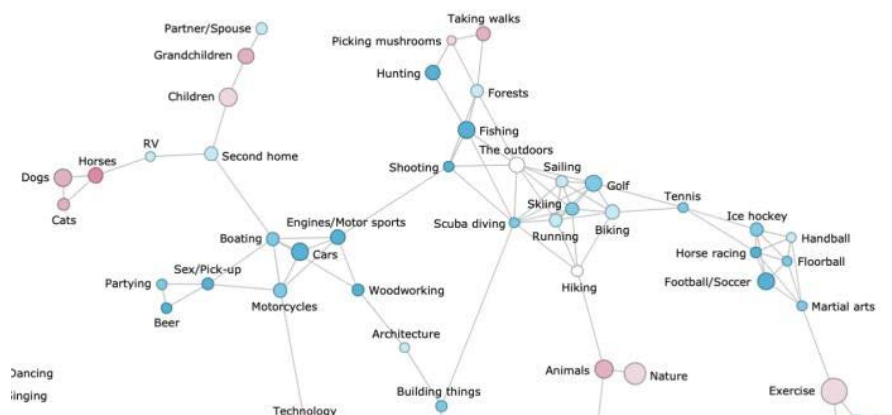 Taking walks
Partner/Spouse
Picking mushrooms
Grandchildren
Hunting
Forests
Children
Fishing
The outdoors
RV
Second home
Horses
Shooting
Sailing
Dogs
Golf
Skiing
Tennis
Cats
Engines/Motor sports
Scuba diving
Ice hockey
Boating
Running
Biking
Handball
Cars
Horse racing
Floorball
Sex/Pick-up
Hiking
Partying
Football/Soccer
Motorcycles
Woodworking
Martial arts
Beer
Architecture
Animals
Nature
Dancing
Building things
Exercise
Singing
Technology